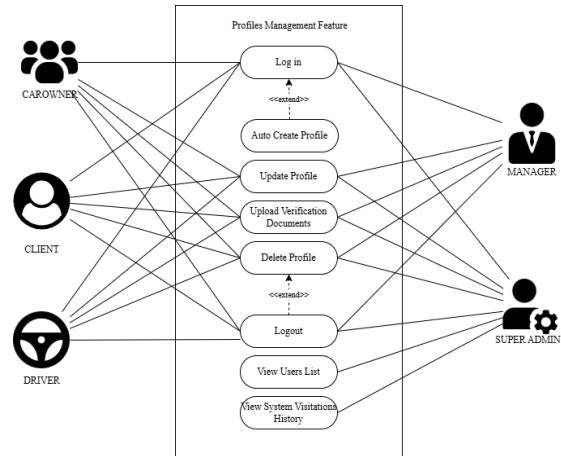 Profiles Management Feature
Log in
CAROWNER
<<extend>>
Auto Create Profile
MANAGER
Update Profile
Upload Verification
Documents
CLIENT
Delete Profile
<<extend>>
Logout
SUPER ADMIN
DRIVER
View Users List
View System Visitations
History